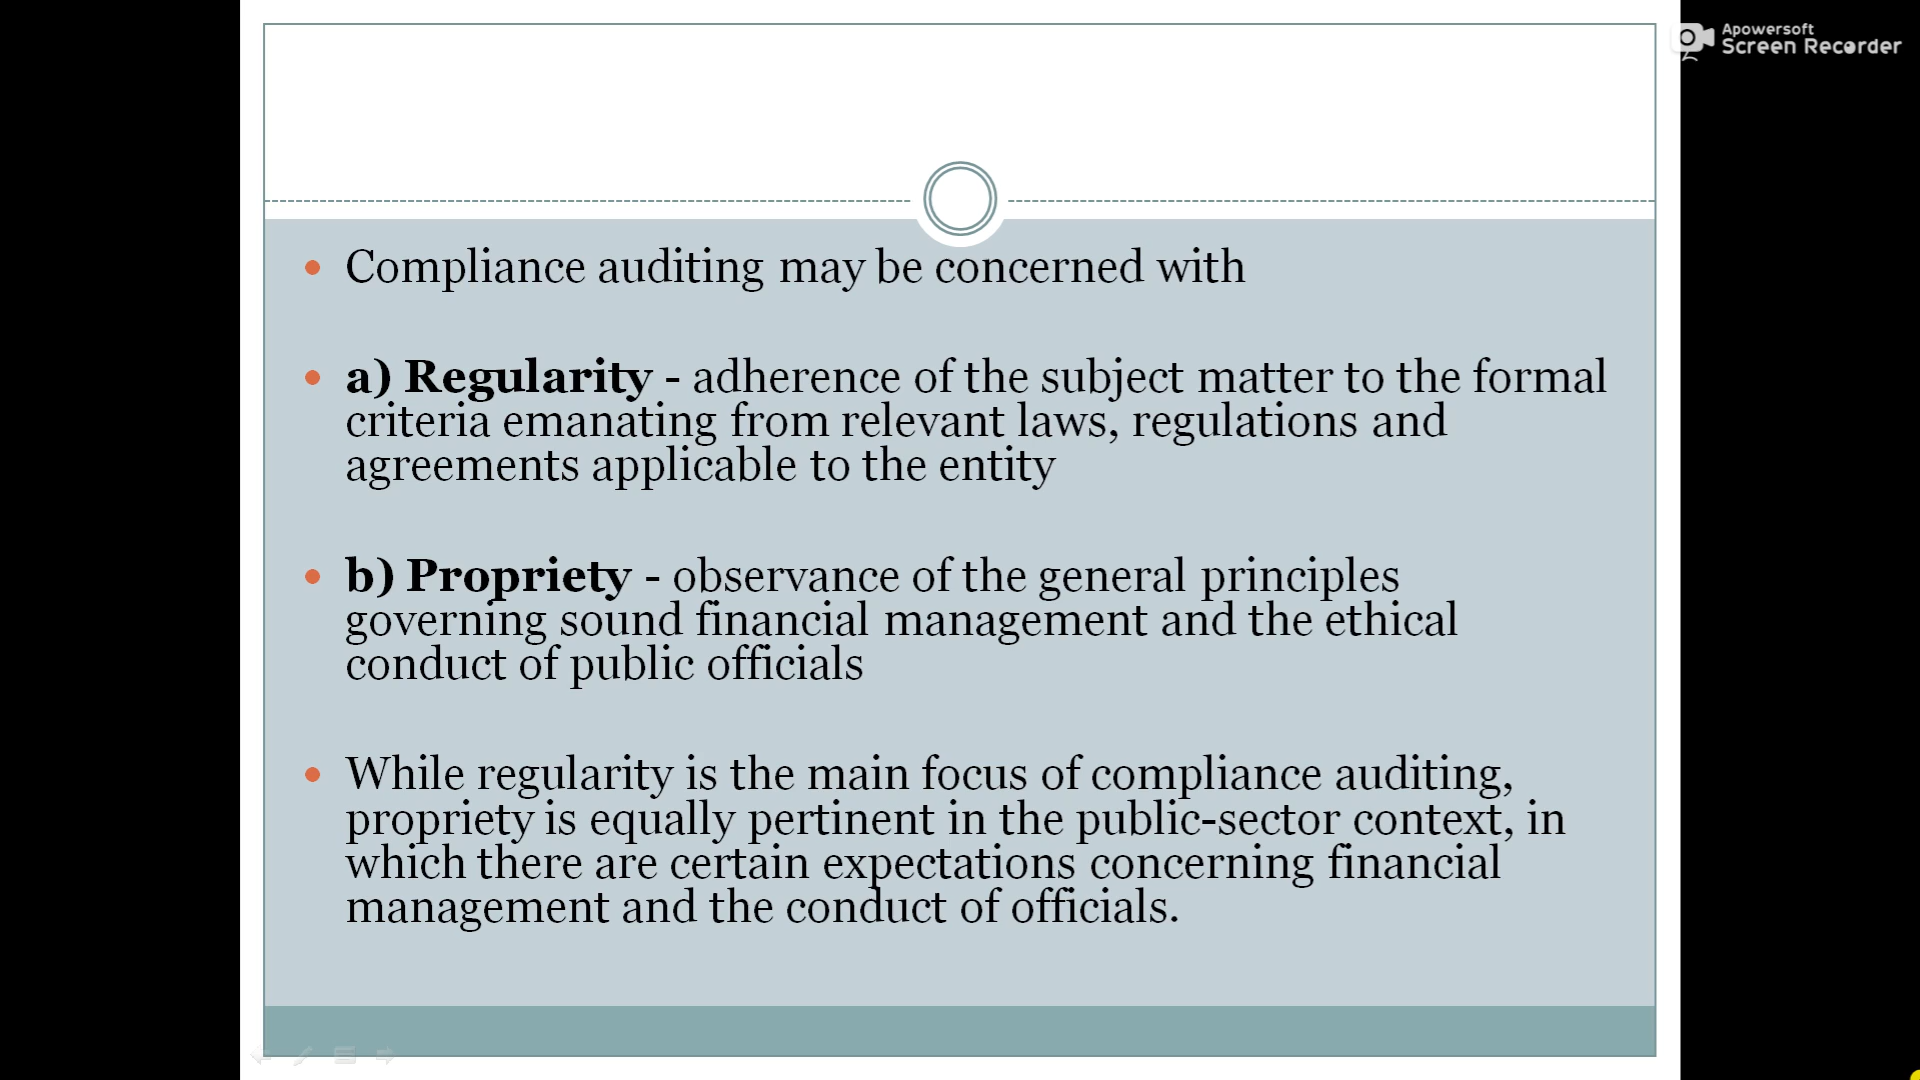 Apowersoft
Screen Recorder
Compliance auditing may be concerned with
a) Regularity - adherence of the subject matter to the formal
criteria emanating from relevant laws, regulations and
agreements applicable to the entity
b) Propriety - observance of the general principles
governing sound financial management and the ethical
conduct of public officials
While regularity is the main focus of compliance auditing,
propriety is equally pertinent in the public-sector context, in
which there are certain expectations concerning financial
management and the conduct of officials.